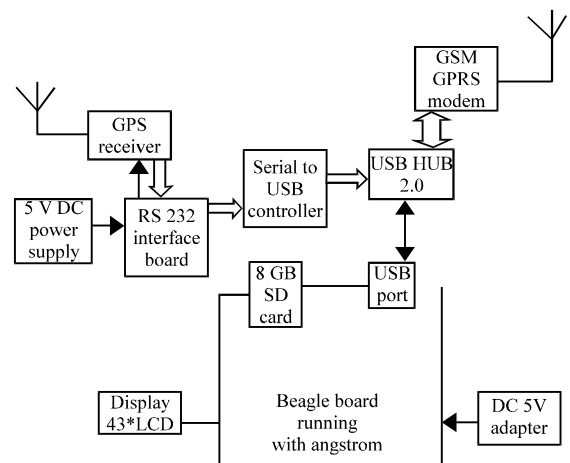 GSM
GPRS
modem
GPS
receiver
Serial to
USB
controller
USB HUB
2.0
5 V DC
power
supply
RS 232
interface
board
8 GB
SD
card
USB
port
Display
43*LCD
Beagle board
running
with angstrom
DC 5V
adapter